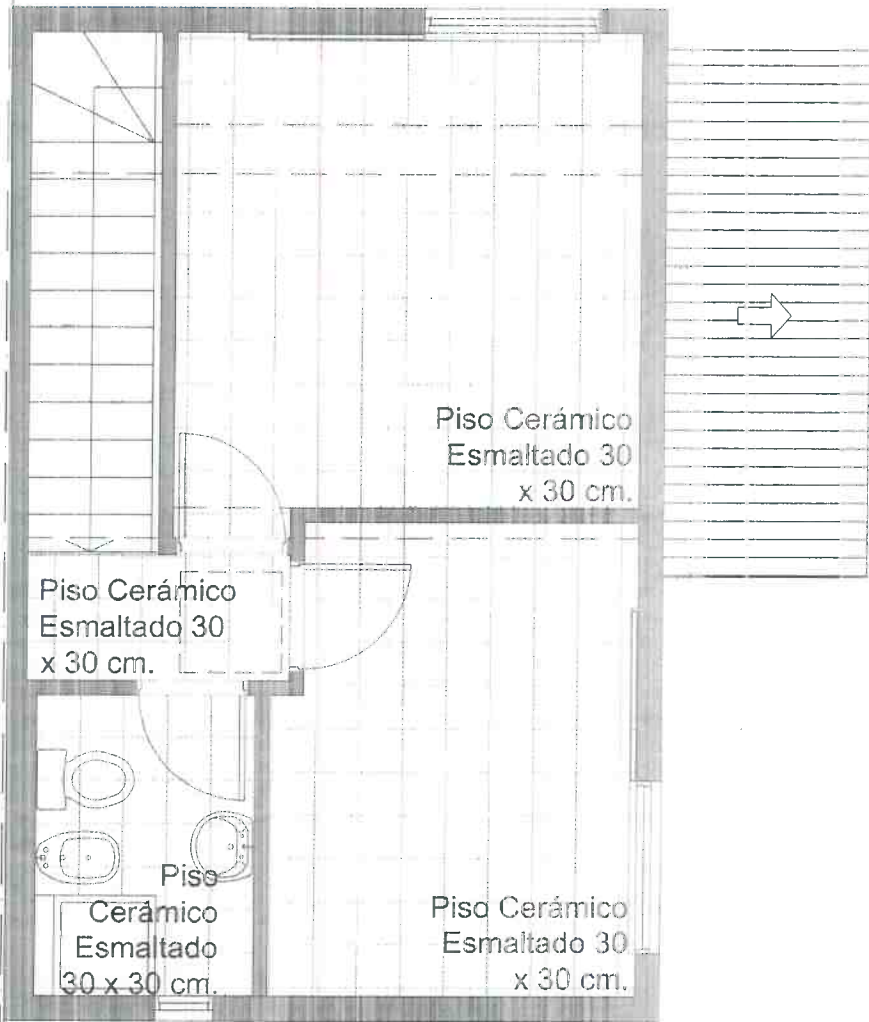 Piso Cerámico
Esmaltado 30
x 30 cm.
Piso Cerámico
Esmaltado 30
x 30 cm.
Piso
Cerámico
Esmaltado
30 x 30 cm.
Piso Cerámico
Esmaltado 30
x 30 cm.